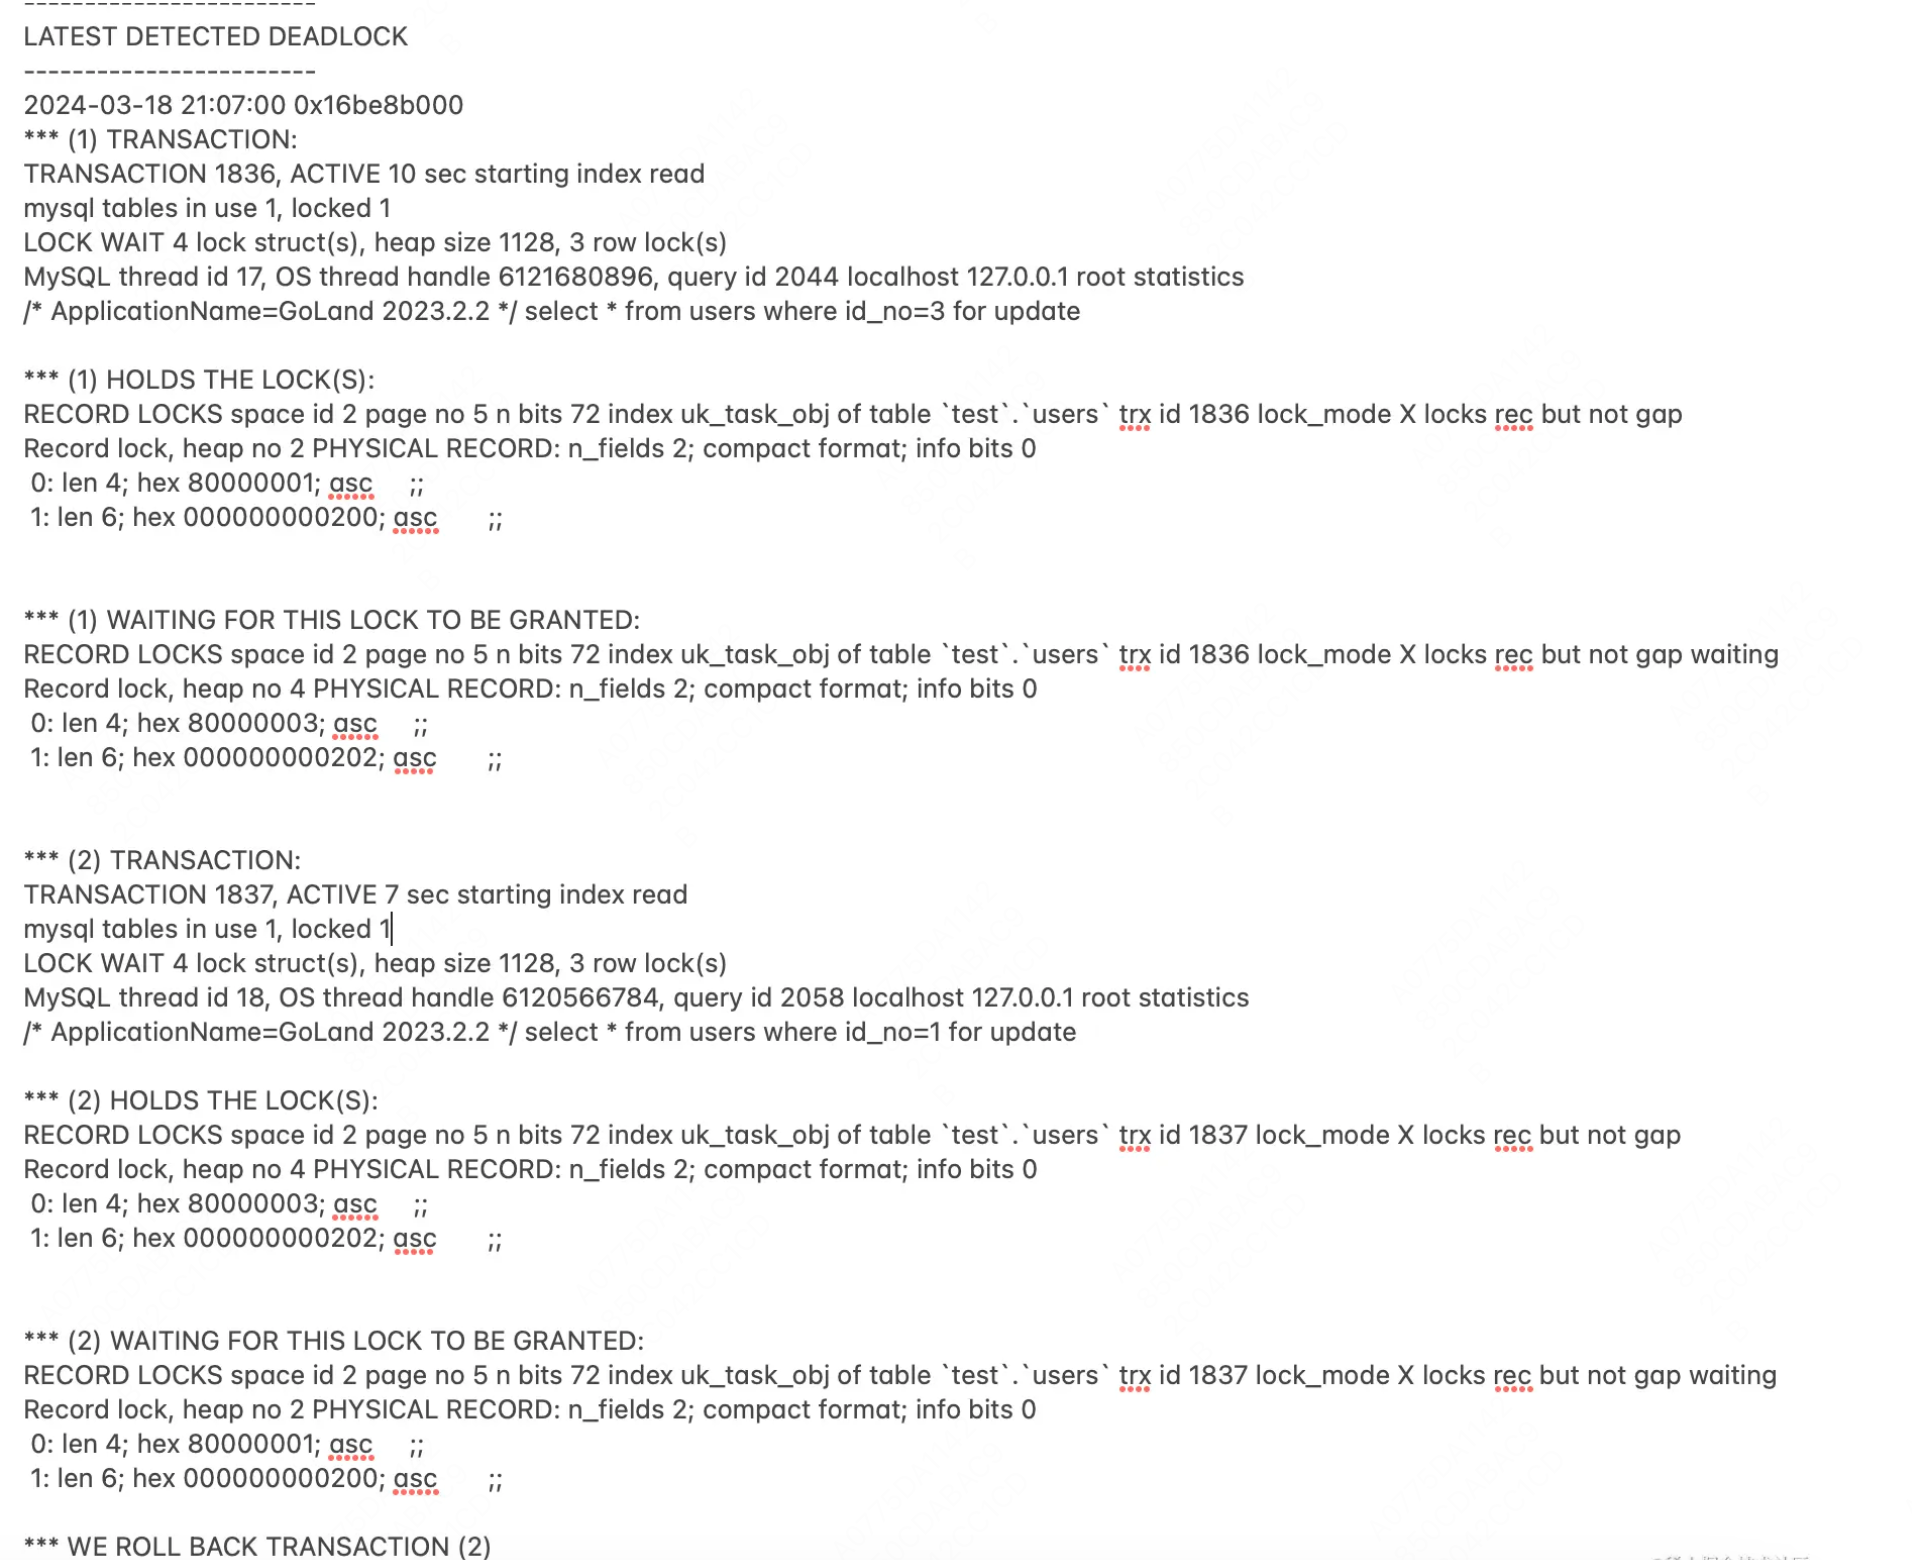 ------------------------
LATEST DETECTED DEADLOCK
------------------------
2024-03-18 21:07:00 0x16be8b000
*** (1) TRANSACTION:
TRANSACTION 1836, ACTIVE 10 sec starting index read
mysql tables in use 1, locked 1
LOCK WAIT 4 lock struct(s), heap size 1128, 3 row lock(s)
MySQL thread id 17, OS thread handle 6121680896, query id 2044 localhost 127.0.0.1 root statistics
/* ApplicationName=GoLand 2023.2.2 */ select * from users where id_no=3 for update
*** (1) HOLDS THE LOCK(S):
RECORD LOCKS space id 2 page no 5 n bits 72 index uk_task_obj of table `test`.`users` trx id 1836 lock_mode X locks rec but not gap
Record lock, heap no 2 PHYSICAL RECORD: n_fields 2; compact format; info bits 0
0: len 4; hex 80000001; asc     ;;
1: len 6; hex 000000000200; asc       ;;
*** (1) WAITING FOR THIS LOCK TO BE GRANTED:
RECORD LOCKS space id 2 page no 5 n bits 72 index uk_task_obj of table `test`.`users` trx id 1836 lock_mode X locks rec but not gap waiting
Record lock, heap no 4 PHYSICAL RECORD: n_fields 2; compact format; info bits 0
0: len 4; hex 80000003; asc     ;;
1: len 6; hex 000000000202; asc       ;;
*** (2) TRANSACTION:
TRANSACTION 1837, ACTIVE 7 sec starting index read
mysql tables in use 1, locked 1
LOCK WAIT 4 lock struct(s), heap size 1128, 3 row lock(s)
MySQL thread id 18, OS thread handle 6120566784, query id 2058 localhost 127.0.0.1 root statistics
/* ApplicationName=GoLand 2023.2.2 */ select * from users where id_no=1 for update
*** (2) HOLDS THE LOCK(S):
RECORD LOCKS space id 2 page no 5 n bits 72 index uk_task_obj of table `test`.`users` trx id 1837 lock_mode X locks rec but not gap
Record lock, heap no 4 PHYSICAL RECORD: n_fields 2; compact format; info bits 0
0: len 4; hex 80000003; asc     ;;
1: len 6; hex 000000000202; asc       ;;
*** (2) WAITING FOR THIS LOCK TO BE GRANTED:
RECORD LOCKS space id 2 page no 5 n bits 72 index uk_task_obj of table `test`.`users` trx id 1837 lock_mode X locks rec but not gap waiting
Record lock, heap no 2 PHYSICAL RECORD: n_fields 2; compact format; info bits 0
0: len 4; hex 80000001; asc     ;;
1: len 6; hex 000000000200; asc       ;;
*** WE ROLL BACK TRANSACTION (2)